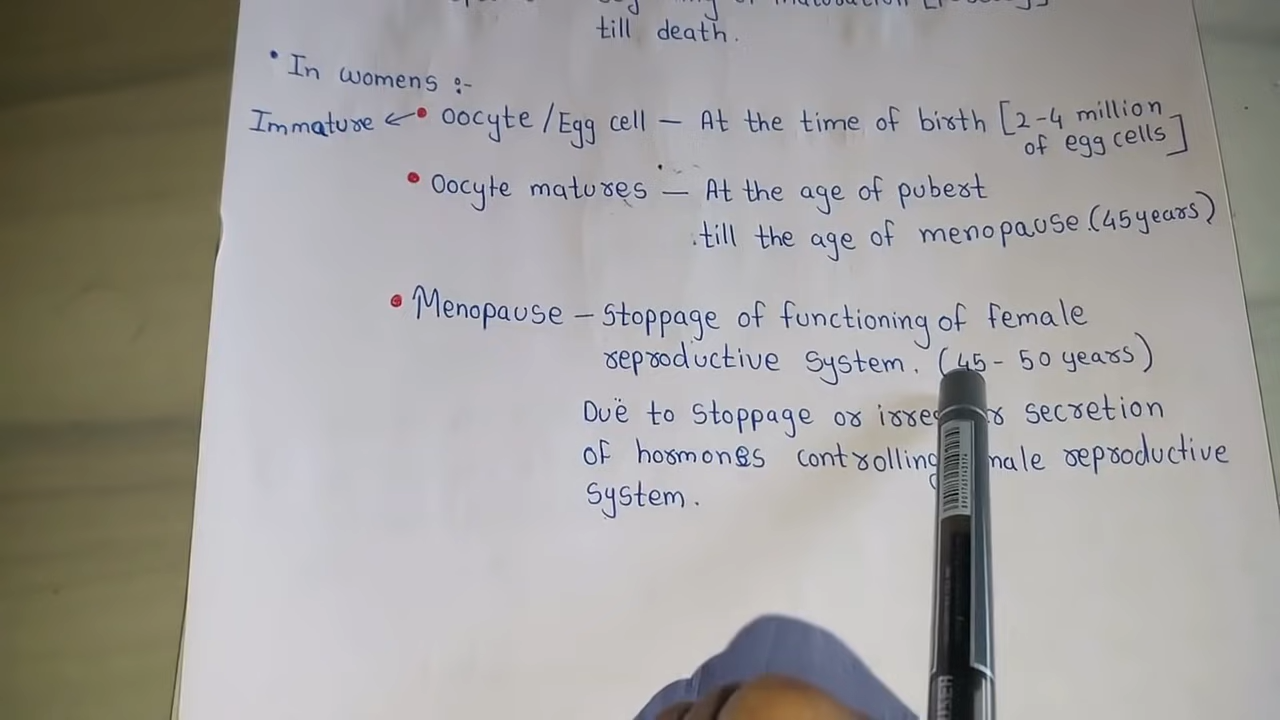 till death.
• In womens :-
Immature ← • Oocyte / Egg cell – At the time of birth [2-4 million
of egg cells]
• Oocyte matures – At the age of pubert
till the age of menopause. (45 years)
• Menopause – Stoppage of functioning of female
reproductive system. (45 - 50 years)
Due to stoppage or secretion
of hormones controlling reproductive
system.